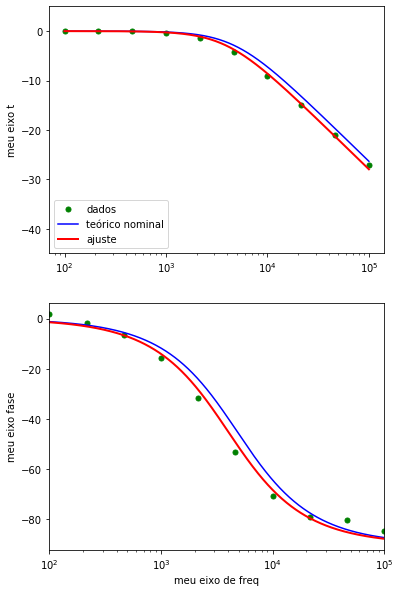 0
−10
−20
−30
−40
meu eixo t
dados
teórico nominal
ajuste
10² 10³ 10⁴ 10⁵
0
−20
−40
−60
−80
meu eixo fase
10² 10³ 10⁴ 10⁵
meu eixo de freq